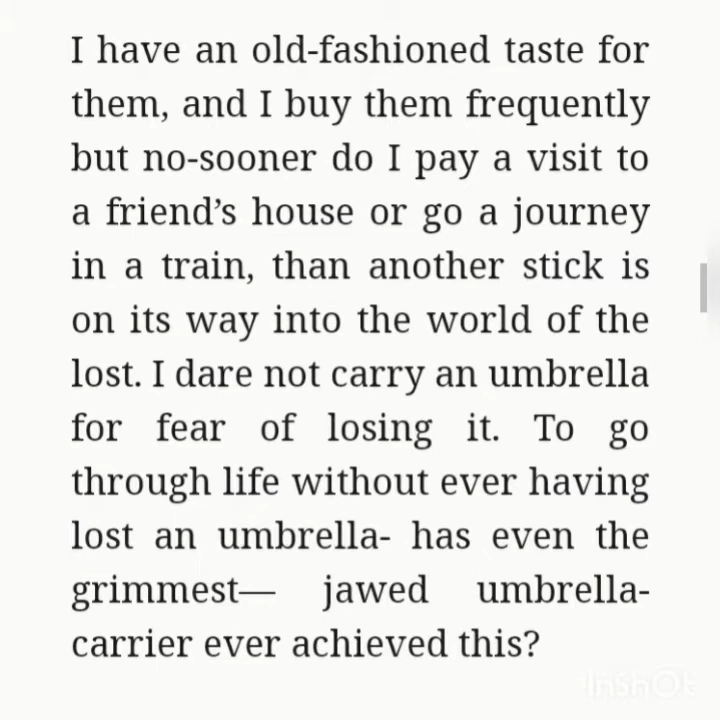 I have an old-fashioned taste for
them, and I buy them frequently
but no-sooner do I pay a visit to
a friend’s house or go a journey
in a train, than another stick is
on its way into the world of the
lost. I dare not carry an umbrella
for fear of losing it. To go
through life without ever having
lost an umbrella- has even the
grimmest— jawed umbrella-
carrier ever achieved this?
InShOt